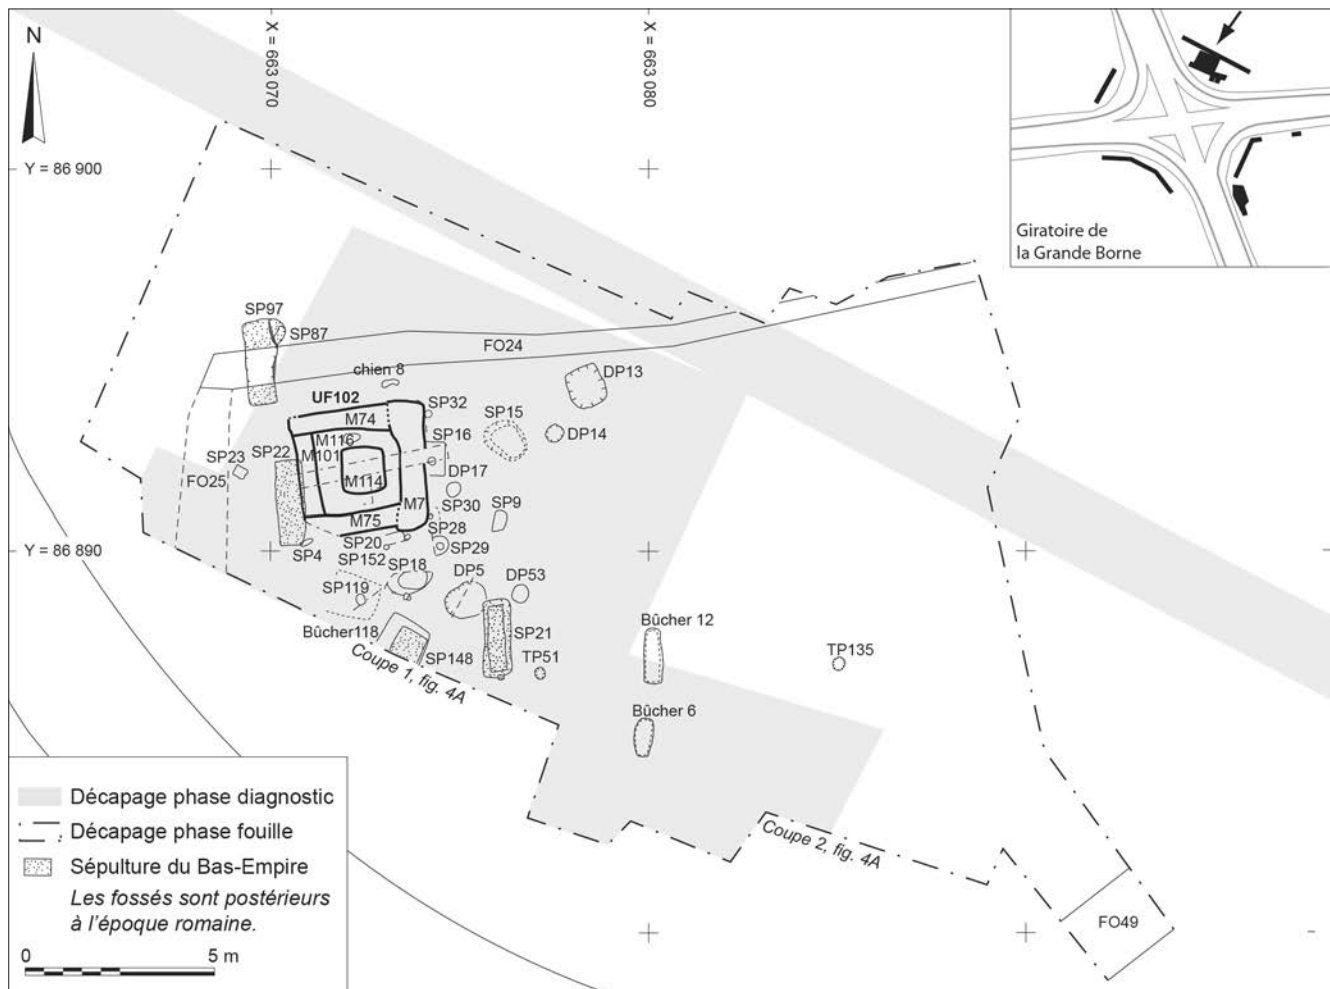 N
X = 663 070
X = 663 080
Y = 86 900
Giratoire de
la Grande Borne
SP97
SP87
FO24
chien 8
DP13
UF102
SP32
M74
SP15
SP16
DP14
M116
M101
SP22
SP23
FO25
M114
DP17
M7
SP30
SP9
M75
SP28
Y = 86 890
SP4
SP20
SP29
SP152
SP18
DP5
DP53
SP119
Bûcher118
SP21
Bûcher 12
SP148
TP51
TP135
Coupe 1, fig. 4A
Bûcher 6
Coupe 2, fig. 4A
FO49
Décapage phase diagnostic
Décapage phase fouille
Sépulture du Bas-Empire
Les fossés sont postérieurs
à l'époque romaine.
0 5 m